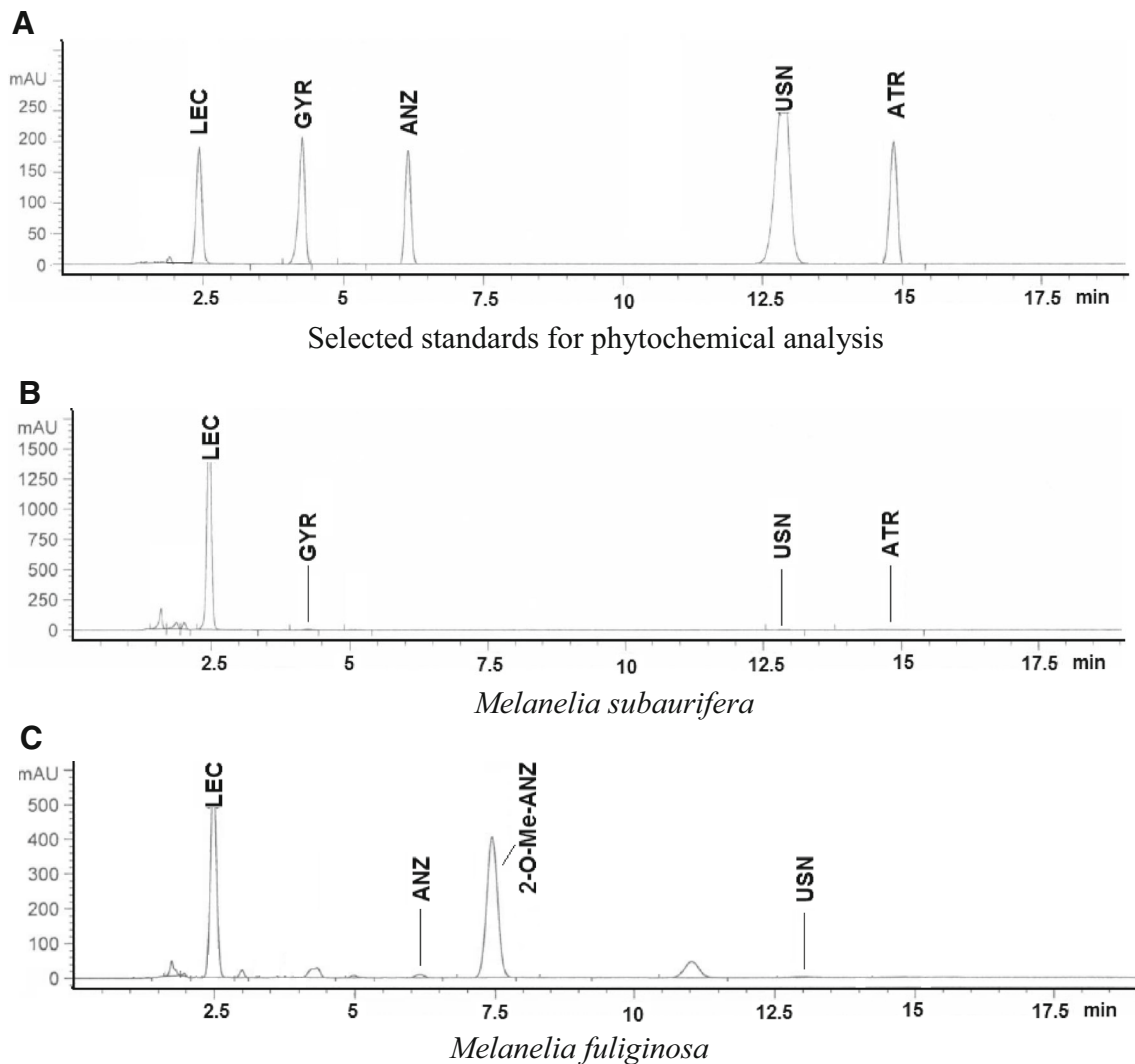 A
mAU
LEC
GYR
ANZ
USN
ATR
250
200
150
100
50
0
2.5 5 7.5 10 12.5 15 17.5 min
Selected standards for phytochemical analysis
B
mAU
LEC
GYR
USN
ATR
1500
1250
1000
750
500
250
0
2.5 5 7.5 10 12.5 15 17.5 min
Melanelia subaurifera
C
mAU
LEC
ANZ
2-O-Me-ANZ
USN
500
400
300
200
100
0
2.5 5 7.5 10 12.5 15 17.5 min
Melanelia fuliginosa